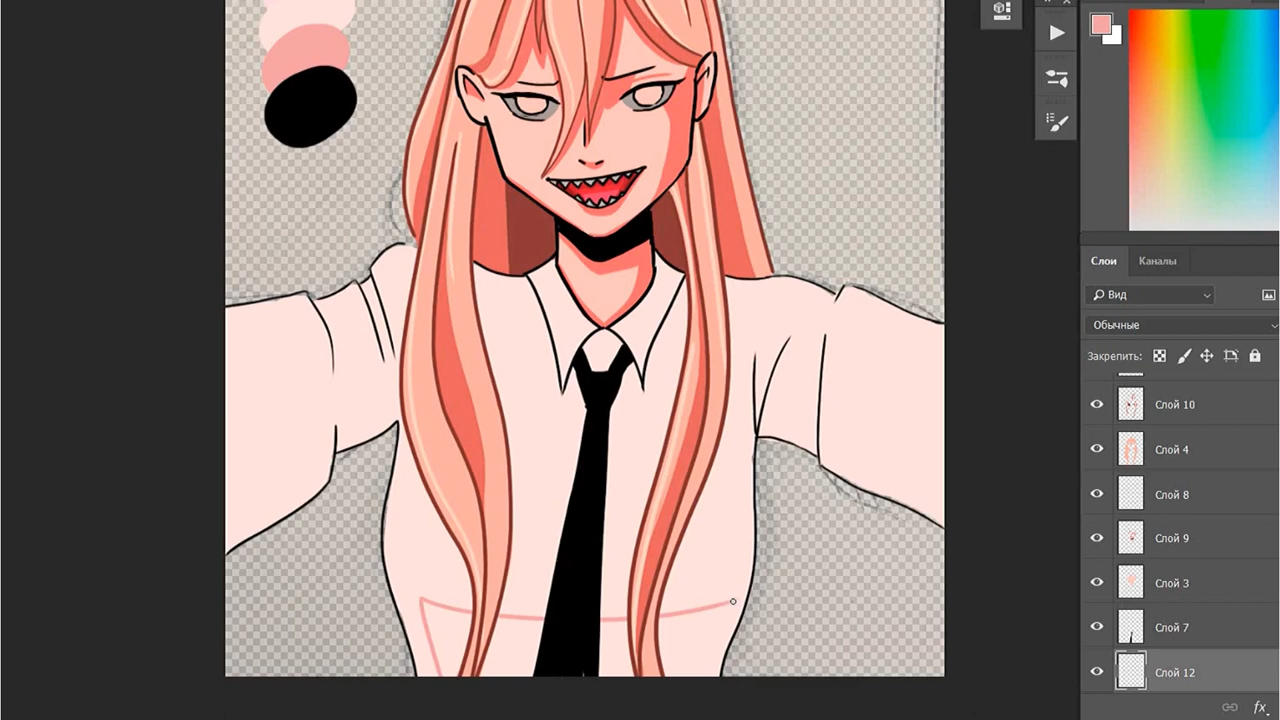 Слои Каналы
Вид
Обычные
Закрепить:
Слой 10
Слой 4
Слой 8
Слой 9
Слой 3
Слой 7
Слой 12
fx